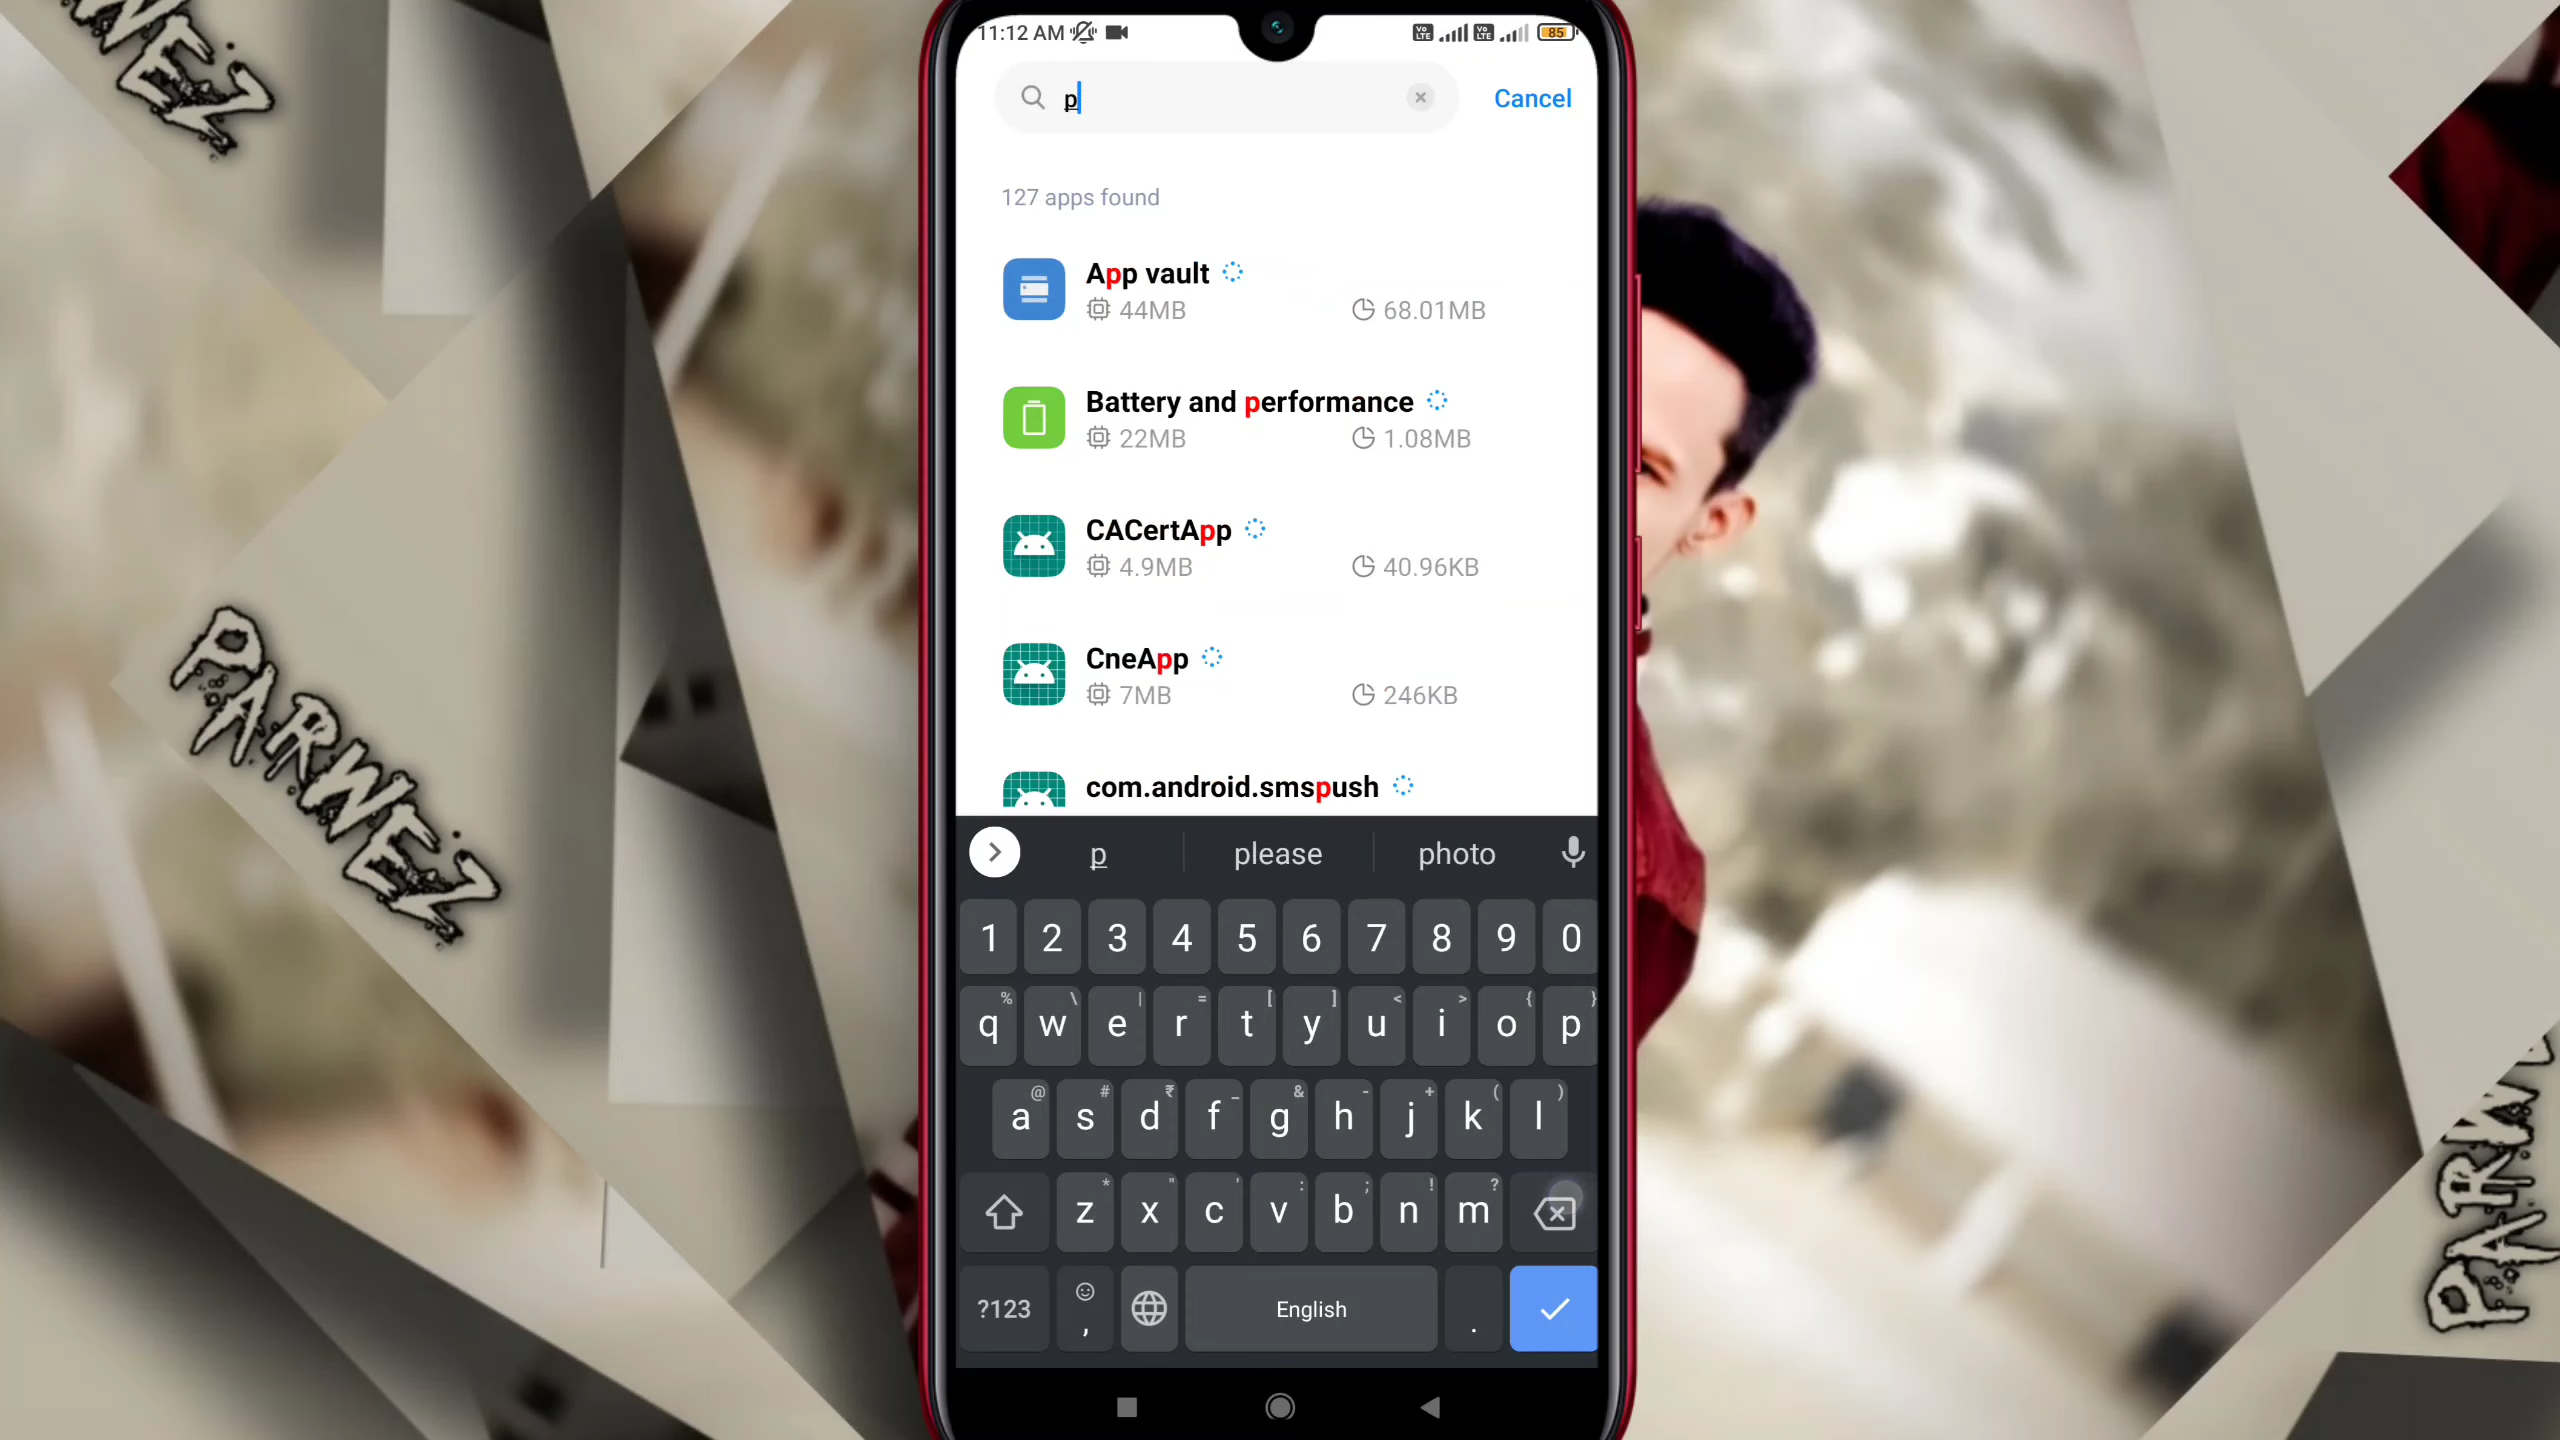 11:12 AM
85
p
Cancel
127 apps found
App vault
44MB 68.01MB
Battery and performance
22MB 1.08MB
CACertApp
4.9MB 40.96KB
CneApp
7MB 246KB
com.android.smspush
p please photo
1 2 3 4 5 6 7 8 9 0
% \ | = [ ] < > { }
q w e r t y u i o p
@ # ₹ _ & - + ( )
a s d f g h j k l
* " ' : ; ! ?
z x c v b n m
?123 , English .
PARWEZ